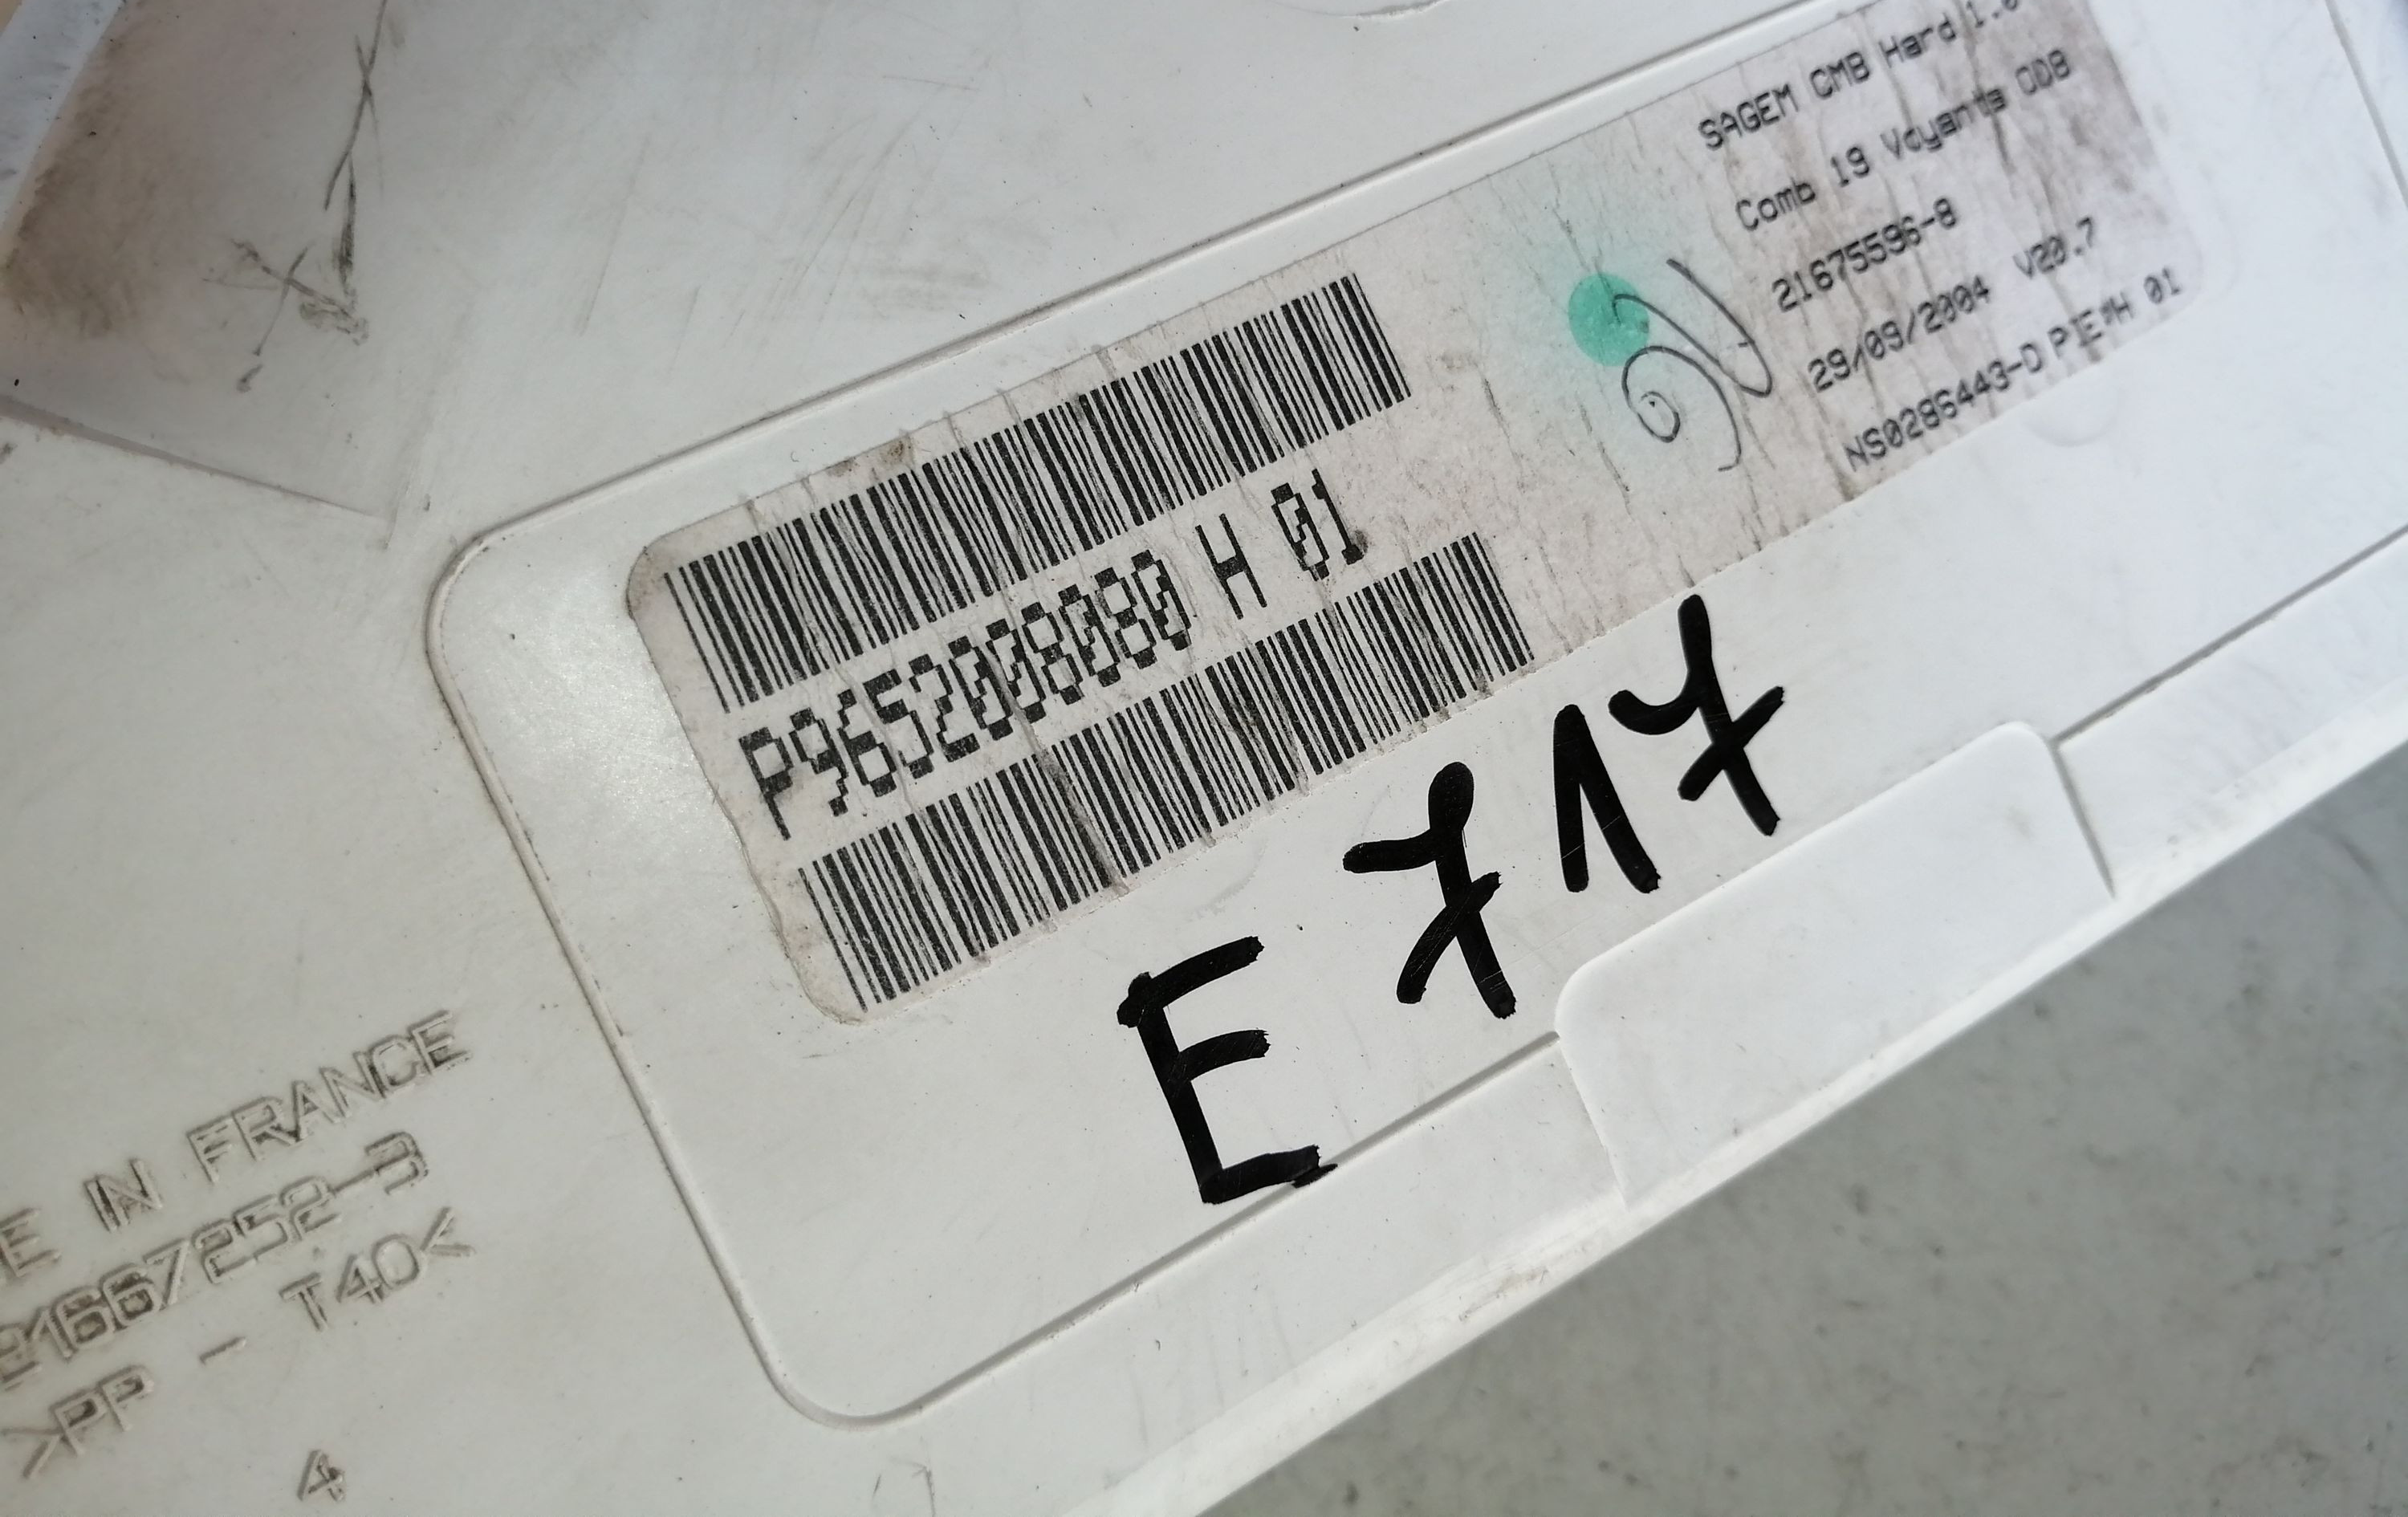 SAGEM CMB Hard 1.0
Comb 19 Voyants ODB
21675596-8
29/09/2004 V20.7
NS0286443-D PIE*H 01
P9652008080 H 01
E 717
E IN FRANCE
21667252-3
>PP - T40<
4